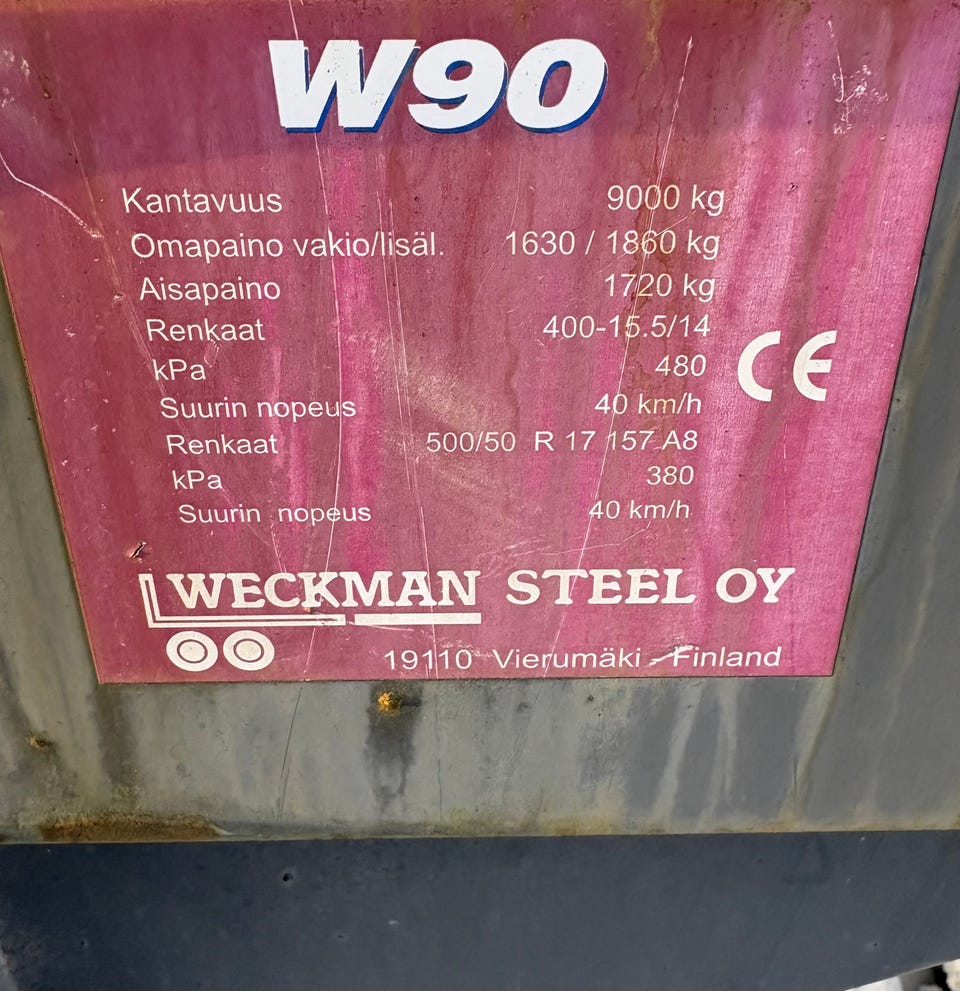 W90
Kantavuus 9000 kg
Omapaino vakio/lisäl. 1630 / 1860 kg
Aisapaino 1720 kg
Renkaat 400-15.5/14
kPa 480
CE
Suurin nopeus 40 km/h
Renkaat 500/50 R 17 157 A8
kPa 380
Suurin nopeus 40 km/h
WECKMAN STEEL OY
19110 Vierumäki - Finland